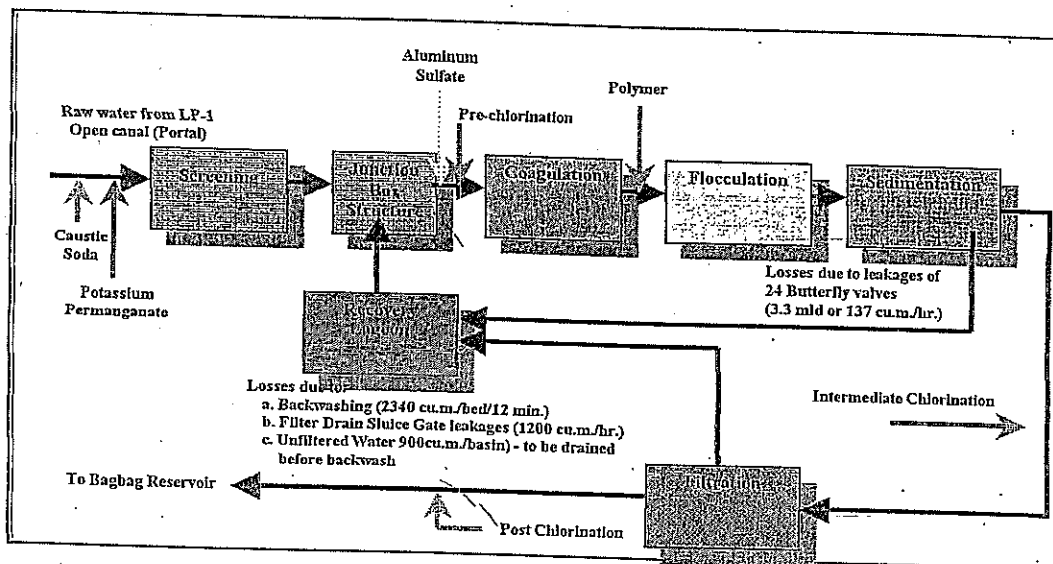 Aluminum
Sulfate
Polymer
Raw water from LP-1
Open canal (Portal)
Pre-chlorination
Screening
Junction
Box
Structure
Coagulation
Flocculation
Sedimentation
Caustic
Soda
Potassium
Permanganate
Losses due to leakages of
24 Butterfly valves
(3.3 mld or 137 cu.m./hr.)
Recovery
Lagoon
Losses due to:
a. Backwashing (2340 cu.m./bed/12 min.)
b. Filter Drain Sluice Gate leakages (1200 cu.m./hr.)
c. Unfiltered Water 900cu.m./basin) - to be drained
before backwash
Intermediate Chlorination
To Bagbag Reservoir
Filtration
Post Chlorination